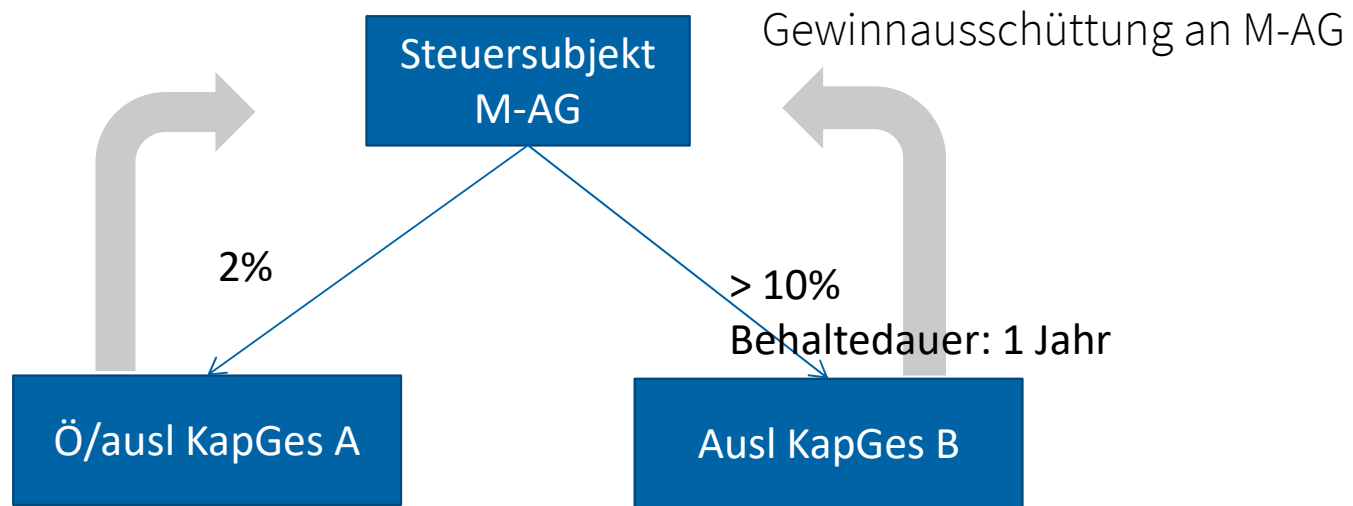 Gewinnausschüttung an M-AG
Steuersubjekt
M-AG
2%
> 10%
Behaltedauer: 1 Jahr
Ö/ausl KapGes A
Ausl KapGes B